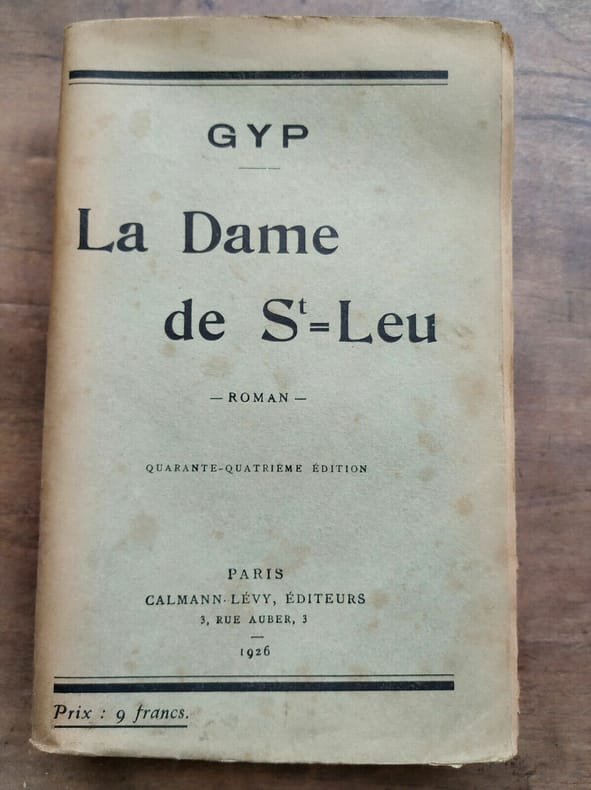 GYP
La Dame
de St=Leu
— ROMAN —
QUARANTE-QUATRIÈME ÉDITION
PARIS
CALMANN-LÉVY, ÉDITEURS
3, RUE AUBER, 3
1926
Prix : 9 francs.